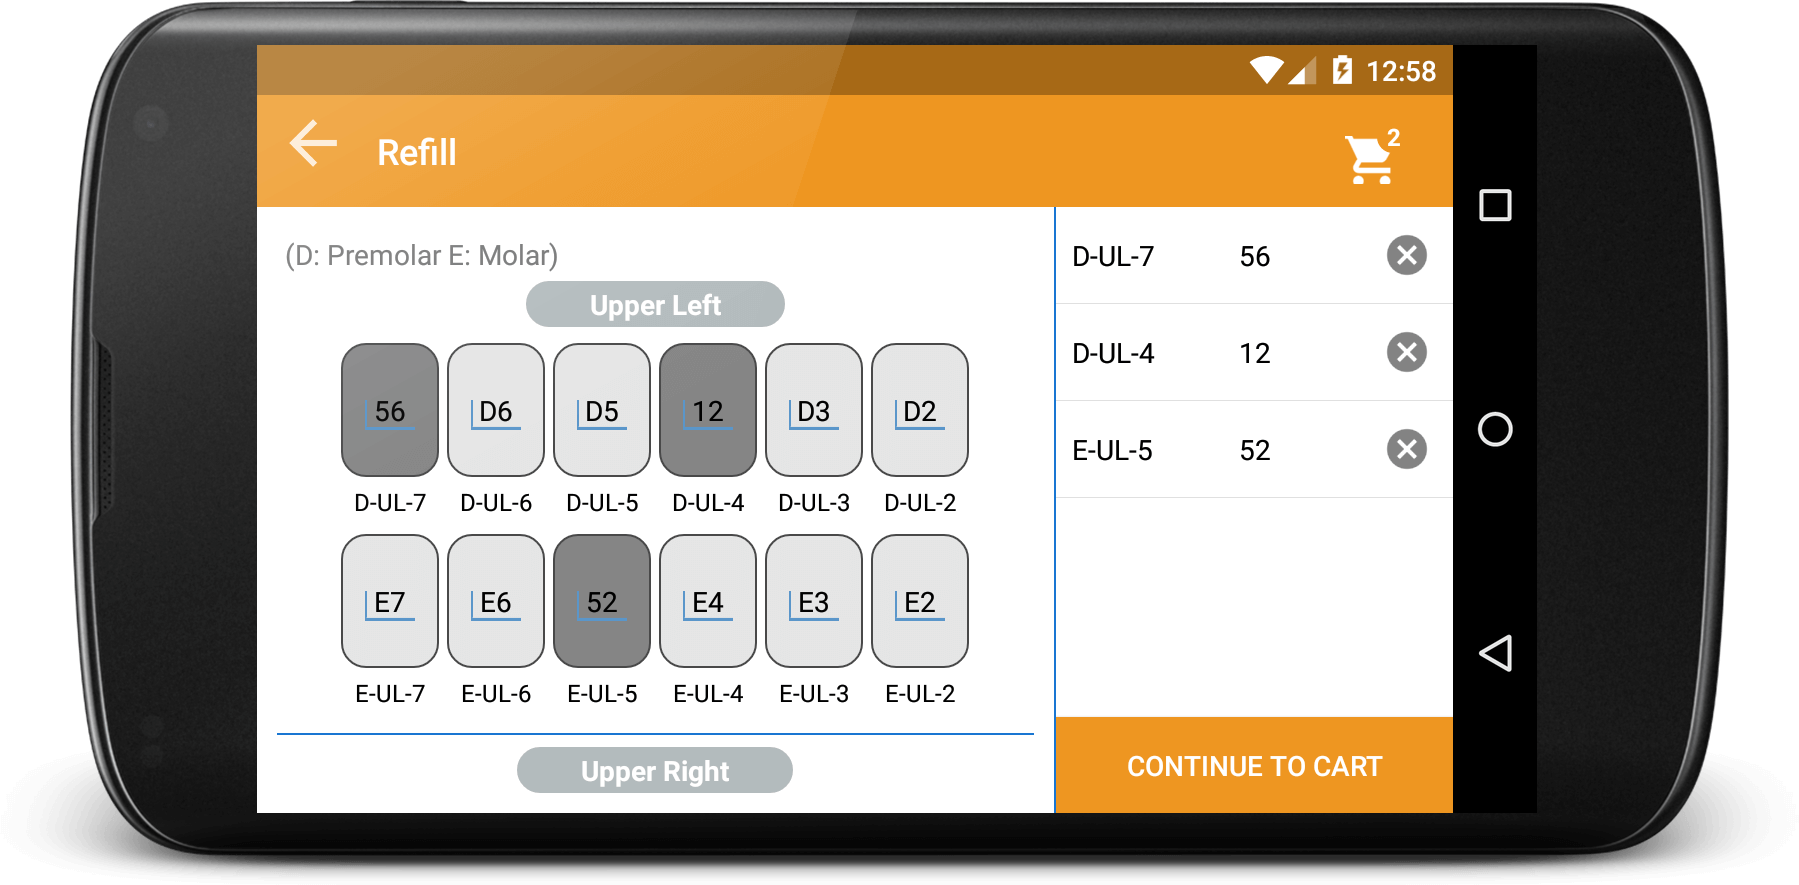 12:58
Refill
2
(D: Premolar E: Molar)
Upper Left
56 D6 D5 12 D3 D2
D-UL-7 D-UL-6 D-UL-5 D-UL-4 D-UL-3 D-UL-2
E7 E6 52 E4 E3 E2
E-UL-7 E-UL-6 E-UL-5 E-UL-4 E-UL-3 E-UL-2
Upper Right
D-UL-7 56
D-UL-4 12
E-UL-5 52
CONTINUE TO CART